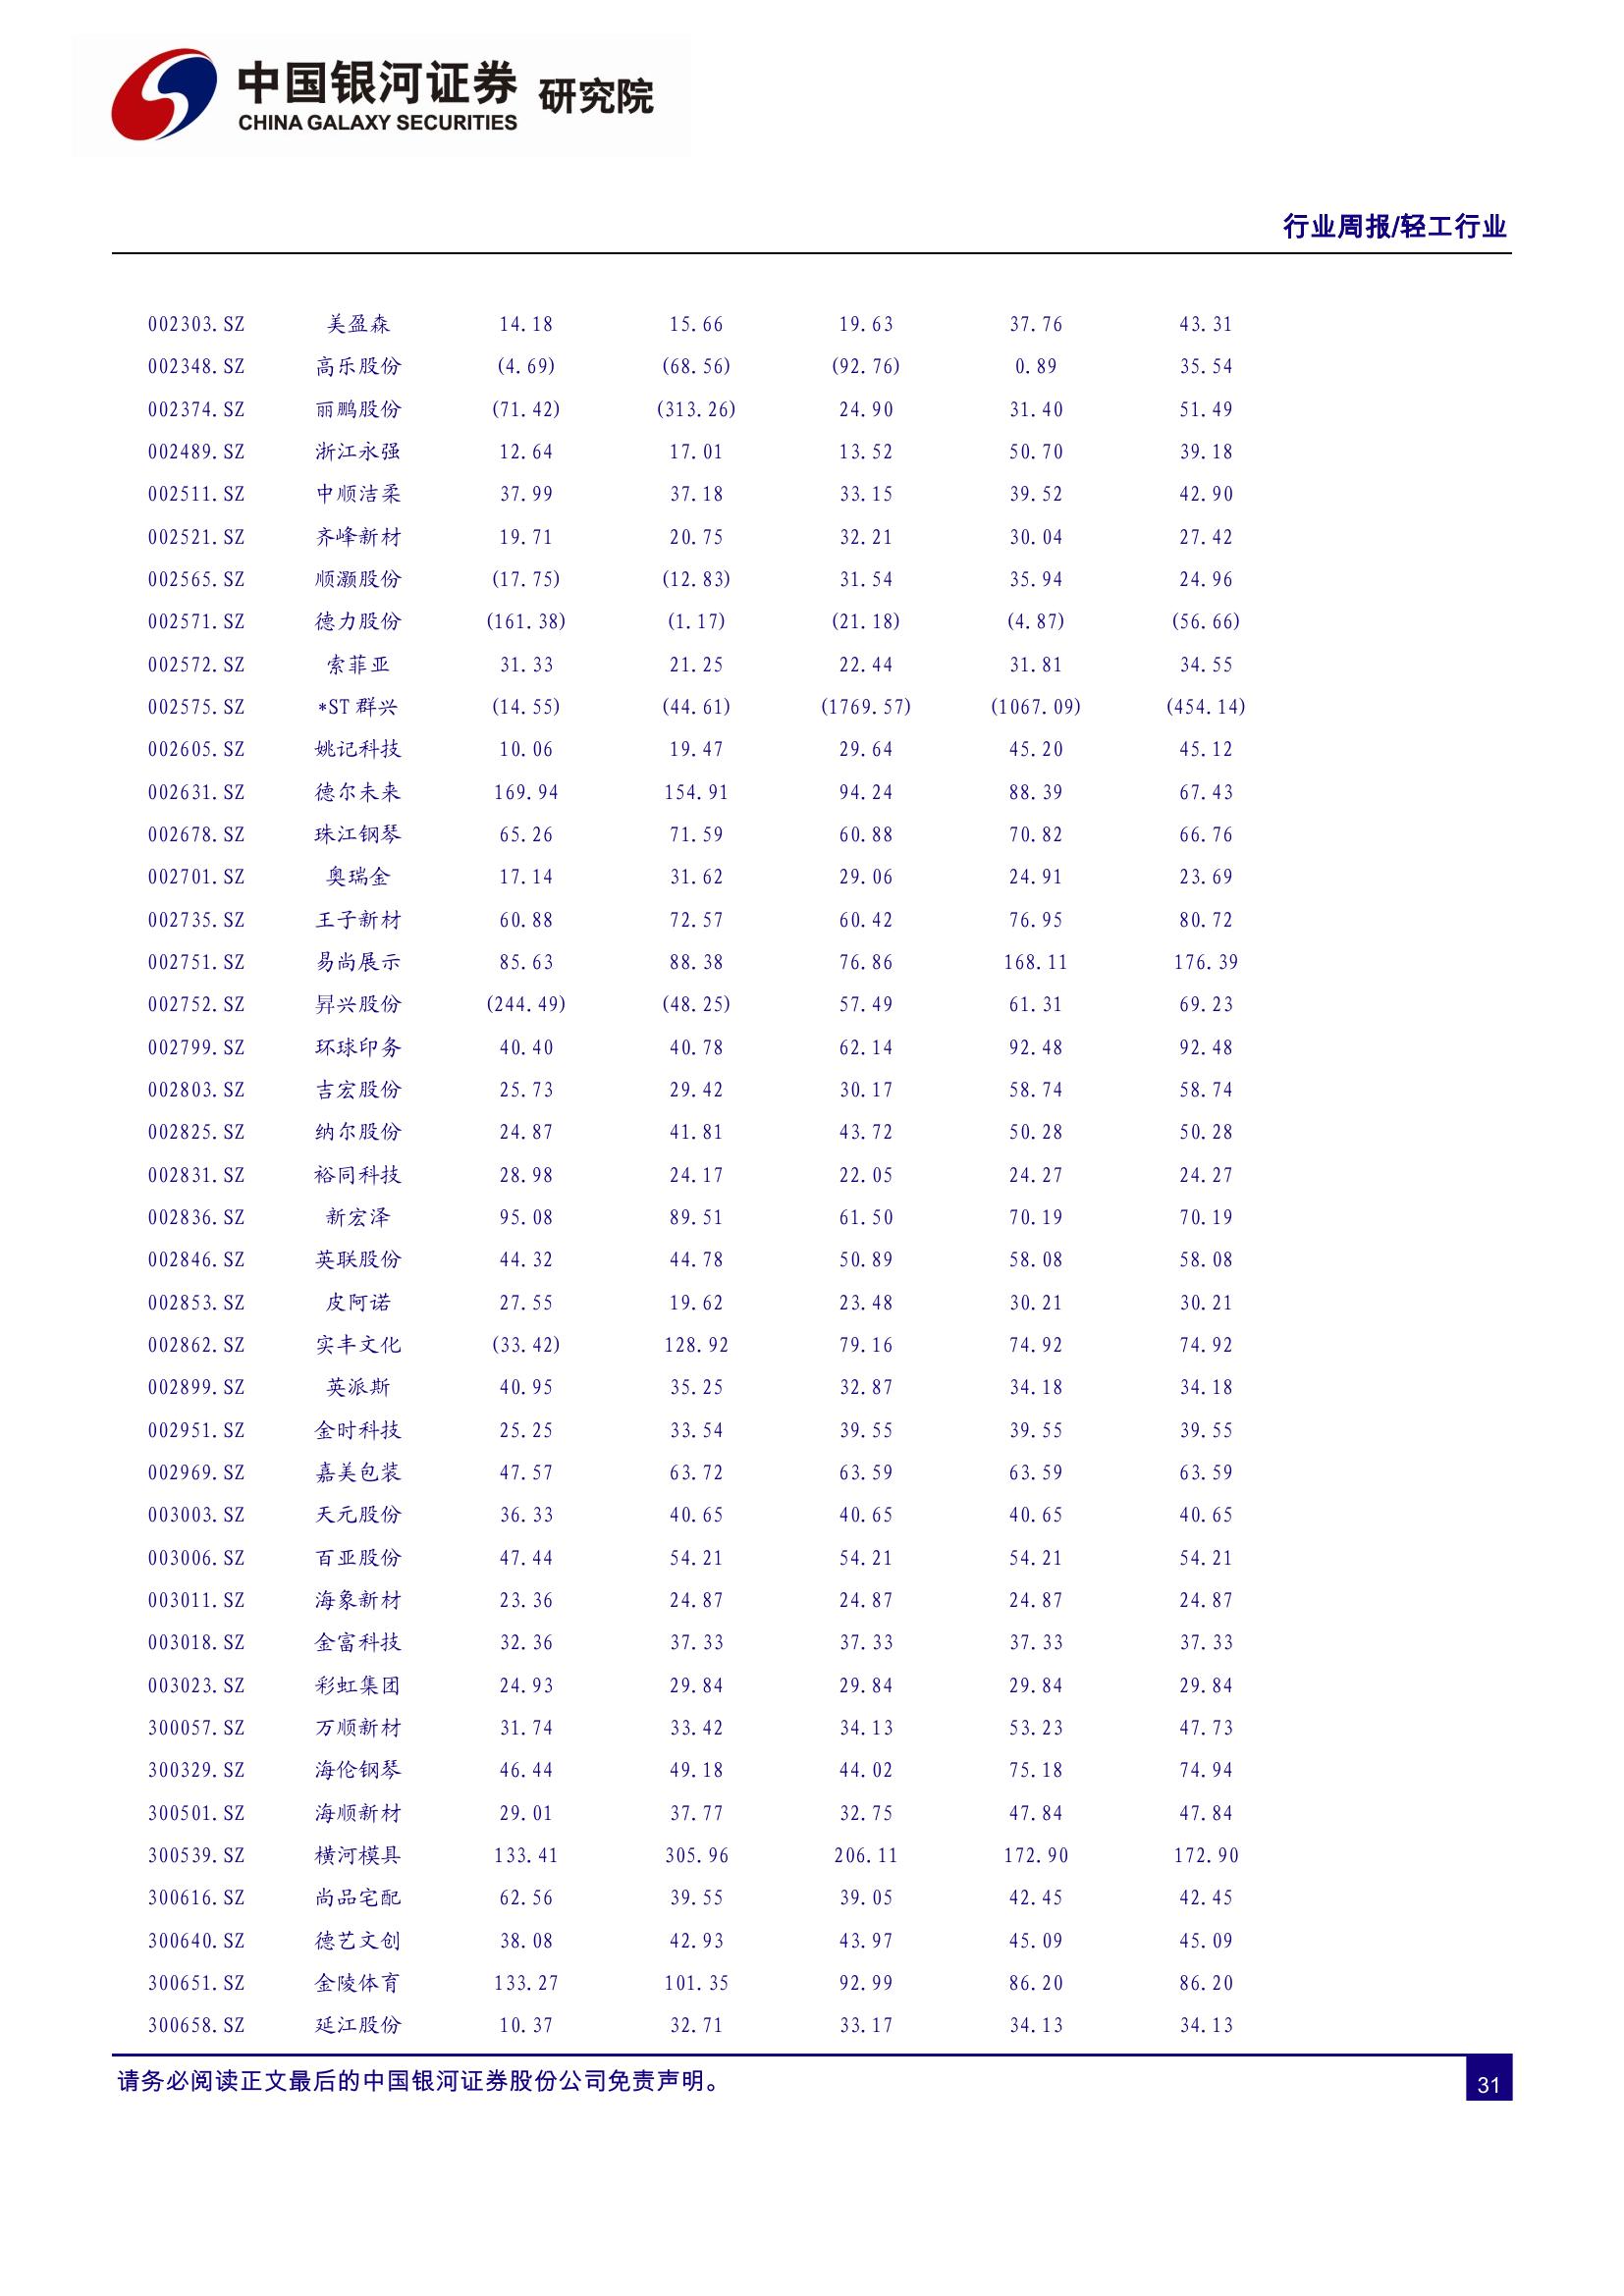 中国银河证券 研究院
CHINA GALAXY SECURITIES
行业周报/轻工行业
002303.SZ 美盈森 14.18 15.66 19.63 37.76 43.31
002348.SZ 高乐股份 (4.69) (68.56) (92.76) 0.89 35.54
002374.SZ 丽鹏股份 (71.42) (313.26) 24.90 31.40 51.49
002489.SZ 浙江永强 12.64 17.01 13.52 50.70 39.18
002511.SZ 中顺洁柔 37.99 37.18 33.15 39.52 42.90
002521.SZ 齐峰新材 19.71 20.75 32.21 30.04 27.42
002565.SZ 顺灏股份 (17.75) (12.83) 31.54 35.94 24.96
002571.SZ 德力股份 (161.38) (1.17) (21.18) (4.87) (56.66)
002572.SZ 索菲亚 31.33 21.25 22.44 31.81 34.55
002575.SZ *ST 群兴 (14.55) (44.61) (1769.57) (1067.09) (454.14)
002605.SZ 姚记科技 10.06 19.47 29.64 45.20 45.12
002631.SZ 德尔未来 169.94 154.91 94.24 88.39 67.43
002678.SZ 珠江钢琴 65.26 71.59 60.88 70.82 66.76
002701.SZ 奥瑞金 17.14 31.62 29.06 24.91 23.69
002735.SZ 王子新材 60.88 72.57 60.42 76.95 80.72
002751.SZ 易尚展示 85.63 88.38 76.86 168.11 176.39
002752.SZ 昇兴股份 (244.49) (48.25) 57.49 61.31 69.23
002799.SZ 环球印务 40.40 40.78 62.14 92.48 92.48
002803.SZ 吉宏股份 25.73 29.42 30.17 58.74 58.74
002825.SZ 纳尔股份 24.87 41.81 43.72 50.28 50.28
002831.SZ 裕同科技 28.98 24.17 22.05 24.27 24.27
002836.SZ 新宏泽 95.08 89.51 61.50 70.19 70.19
002846.SZ 英联股份 44.32 44.78 50.89 58.08 58.08
002853.SZ 皮阿诺 27.55 19.62 23.48 30.21 30.21
002862.SZ 实丰文化 (33.42) 128.92 79.16 74.92 74.92
002899.SZ 英派斯 40.95 35.25 32.87 34.18 34.18
002951.SZ 金时科技 25.25 33.54 39.55 39.55 39.55
002969.SZ 嘉美包装 47.57 63.72 63.59 63.59 63.59
003003.SZ 天元股份 36.33 40.65 40.65 40.65 40.65
003006.SZ 百亚股份 47.44 54.21 54.21 54.21 54.21
003011.SZ 海象新材 23.36 24.87 24.87 24.87 24.87
003018.SZ 金富科技 32.36 37.33 37.33 37.33 37.33
003023.SZ 彩虹集团 24.93 29.84 29.84 29.84 29.84
300057.SZ 万顺新材 31.74 33.42 34.13 53.23 47.73
300329.SZ 海伦钢琴 46.44 49.18 44.02 75.18 74.94
300501.SZ 海顺新材 29.01 37.77 32.75 47.84 47.84
300539.SZ 横河模具 133.41 305.96 206.11 172.90 172.90
300616.SZ 尚品宅配 62.56 39.55 39.05 42.45 42.45
300640.SZ 德艺文创 38.08 42.93 43.97 45.09 45.09
300651.SZ 金陵体育 133.27 101.35 92.99 86.20 86.20
300658.SZ 延江股份 10.37 32.71 33.17 34.13 34.13
请务必阅读正文最后的中国银河证券股份公司免责声明。
31